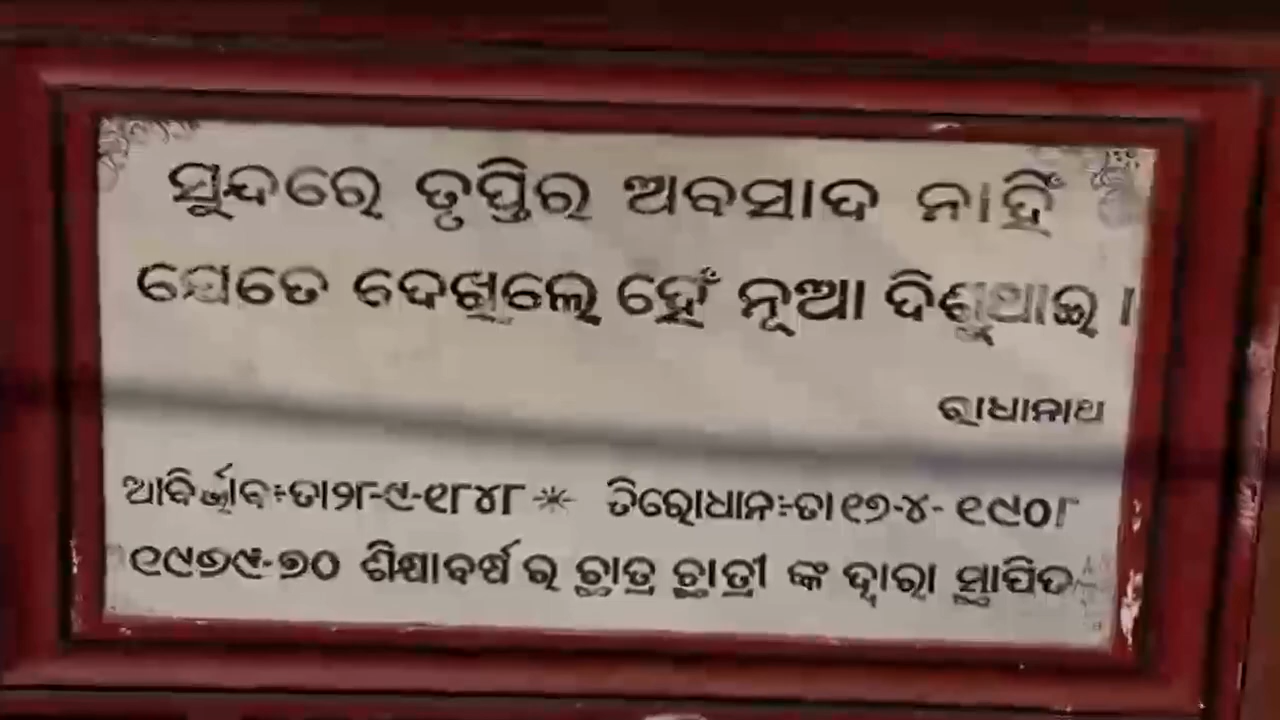 ସୁନ୍ଦରେ ତୃପ୍ତିର ଅବସାଦ ନାହିଁ
ଯେତେ ଦେଖିଲେ ହେଁ ନୂଆ ଦିଶୁଥାଇ ।
ରାଧାନାଥ
ଆବିର୍ଭାବ:-ତା୨୮-୯-୧୮୪୮ * ତିରୋଧାନ:-ତା୧୭-୪-୧୯୦୮
୧୯୬୯-୭୦ ଶିକ୍ଷାବର୍ଷ ର ଛାତ୍ର ଛାତ୍ରୀ ଙ୍କ ଦ୍ୱାରା ସ୍ଥାପିତ